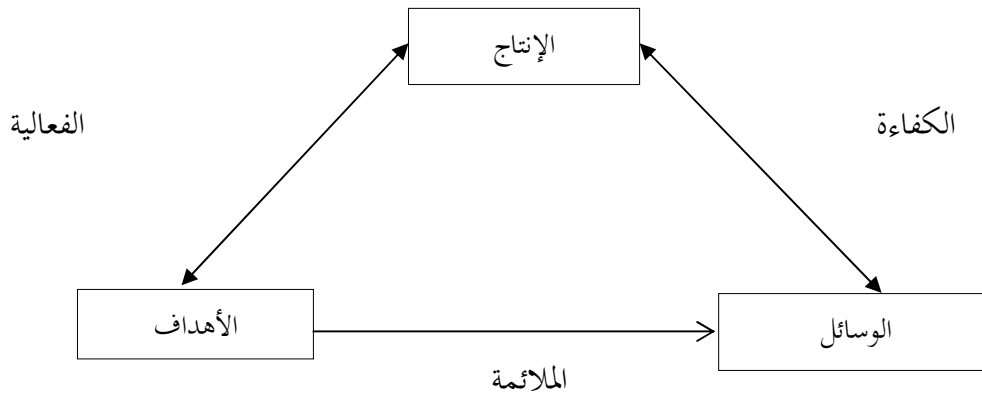 الإنتاج
الكفاءة
الفعالية
الأهداف
الوسائل
الملائمة